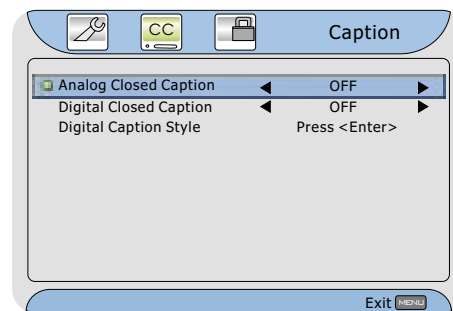 CC
Caption
Analog Closed Caption OFF
Digital Closed Caption OFF
Digital Caption Style Press <Enter>
Exit MENU